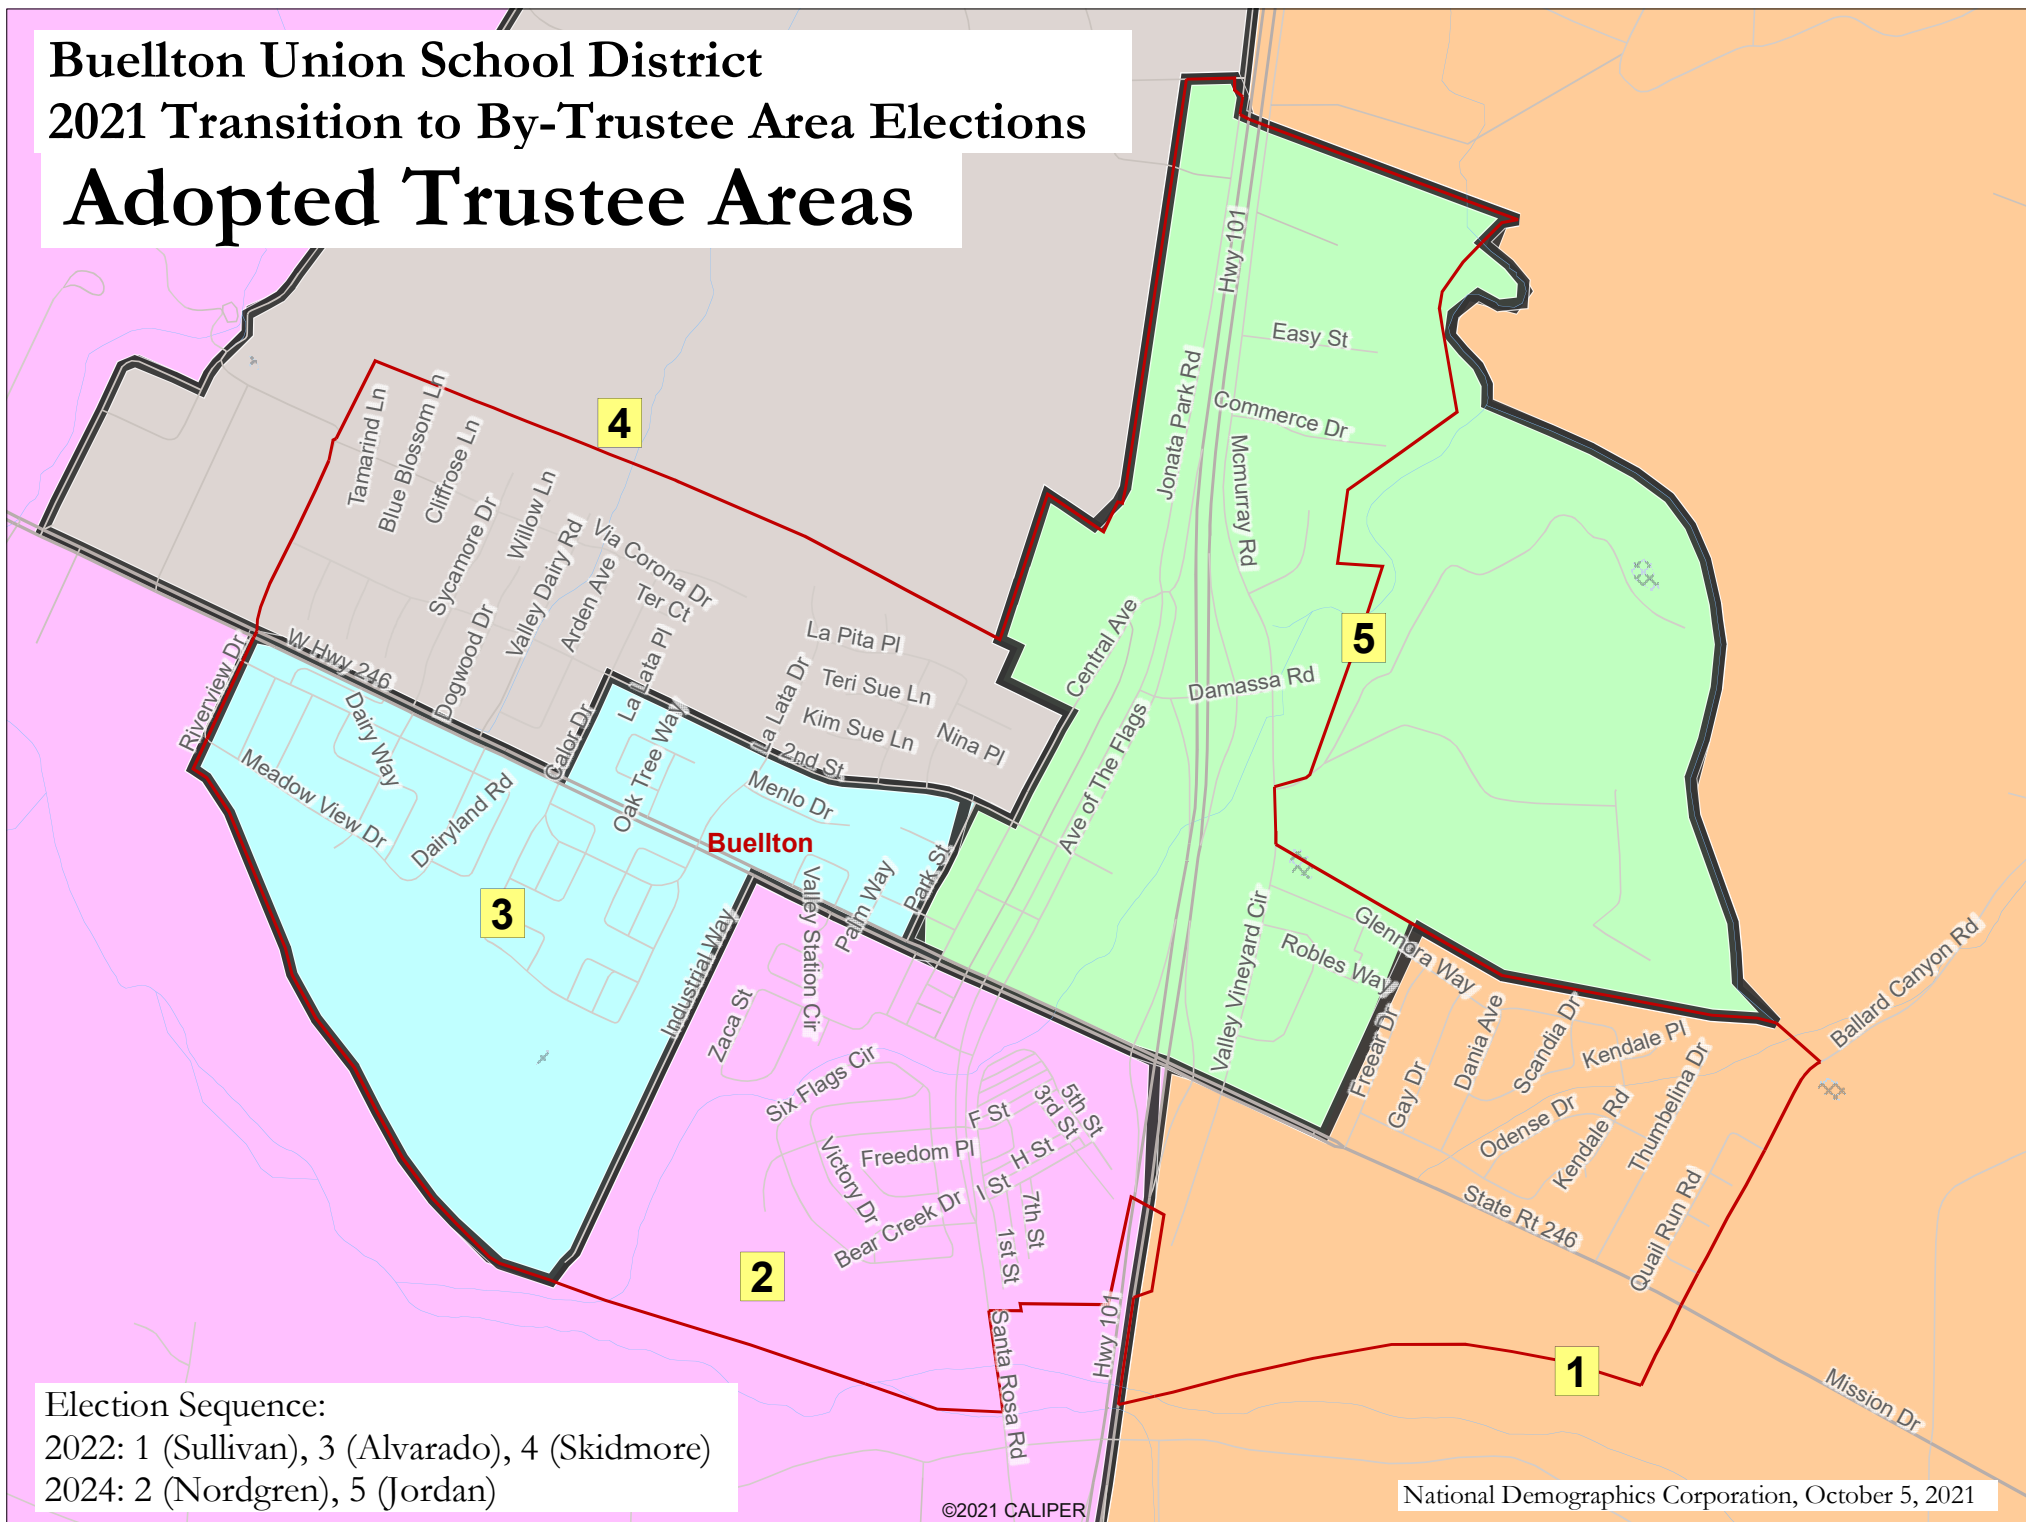 Buellton Union School District
2021 Transition to By-Trustee Area Elections
Adopted Trustee Areas
Hwy 101
Easy St
Jonata Park Rd
Commerce Dr
Mcmurray Rd
4
Tamarind Ln
Blue Blossom Ln
Cliffrose Ln
Sycamore Dr
Willow Ln
Valley Dairy Rd
Via Corona Dr
Arden Ave
Ter Ct
La Lata Pl
La Pita Pl
Central Ave
5
Riverview Dr
W Hwy 246
Dogwood Dr
La Lata Dr
Teri Sue Ln
Damassa Rd
Dairy Way
Calor Dr
Oak Tree Way
Kim Sue Ln
Nina Pl
2nd St
Ave of The Flags
Meadow View Dr
Dairyland Rd
Menlo Dr
Buellton
3
Valley Station Cir
Palm Way
Park St
Industrial Way
Valley Vineyard Cir
Glennora Way
Robles Way
Ballard Canyon Rd
Zaca St
Freear Dr
Gay Dr
Dania Ave
Scandia Dr
Kendale Pl
Six Flags Cir
F St
3rd St
5th St
Odense Dr
Kendale Rd
Thumbelina Dr
Freedom Pl
Victory Dr
H St
I St
Bear Creek Dr
7th St
1st St
State Rt 246
Quail Run Rd
2
Hwy 101
Santa Rosa Rd
1
Mission Dr
Election Sequence:
2022: 1 (Sullivan), 3 (Alvarado), 4 (Skidmore)
2024: 2 (Nordgren), 5 (Jordan)
©2021 CALIPER
National Demographics Corporation, October 5, 2021